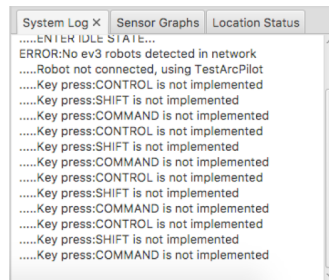 System Log × Sensor Graphs Location Status
.....ENTER IDLE STATE...
ERROR:No ev3 robots detected in network
.....Robot not connected, using TestArcPilot
.....Key press:CONTROL is not implemented
.....Key press:SHIFT is not implemented
.....Key press:COMMAND is not implemented
.....Key press:CONTROL is not implemented
.....Key press:SHIFT is not implemented
.....Key press:COMMAND is not implemented
.....Key press:CONTROL is not implemented
.....Key press:SHIFT is not implemented
.....Key press:COMMAND is not implemented
.....Key press:CONTROL is not implemented
.....Key press:SHIFT is not implemented
.....Key press:COMMAND is not implemented